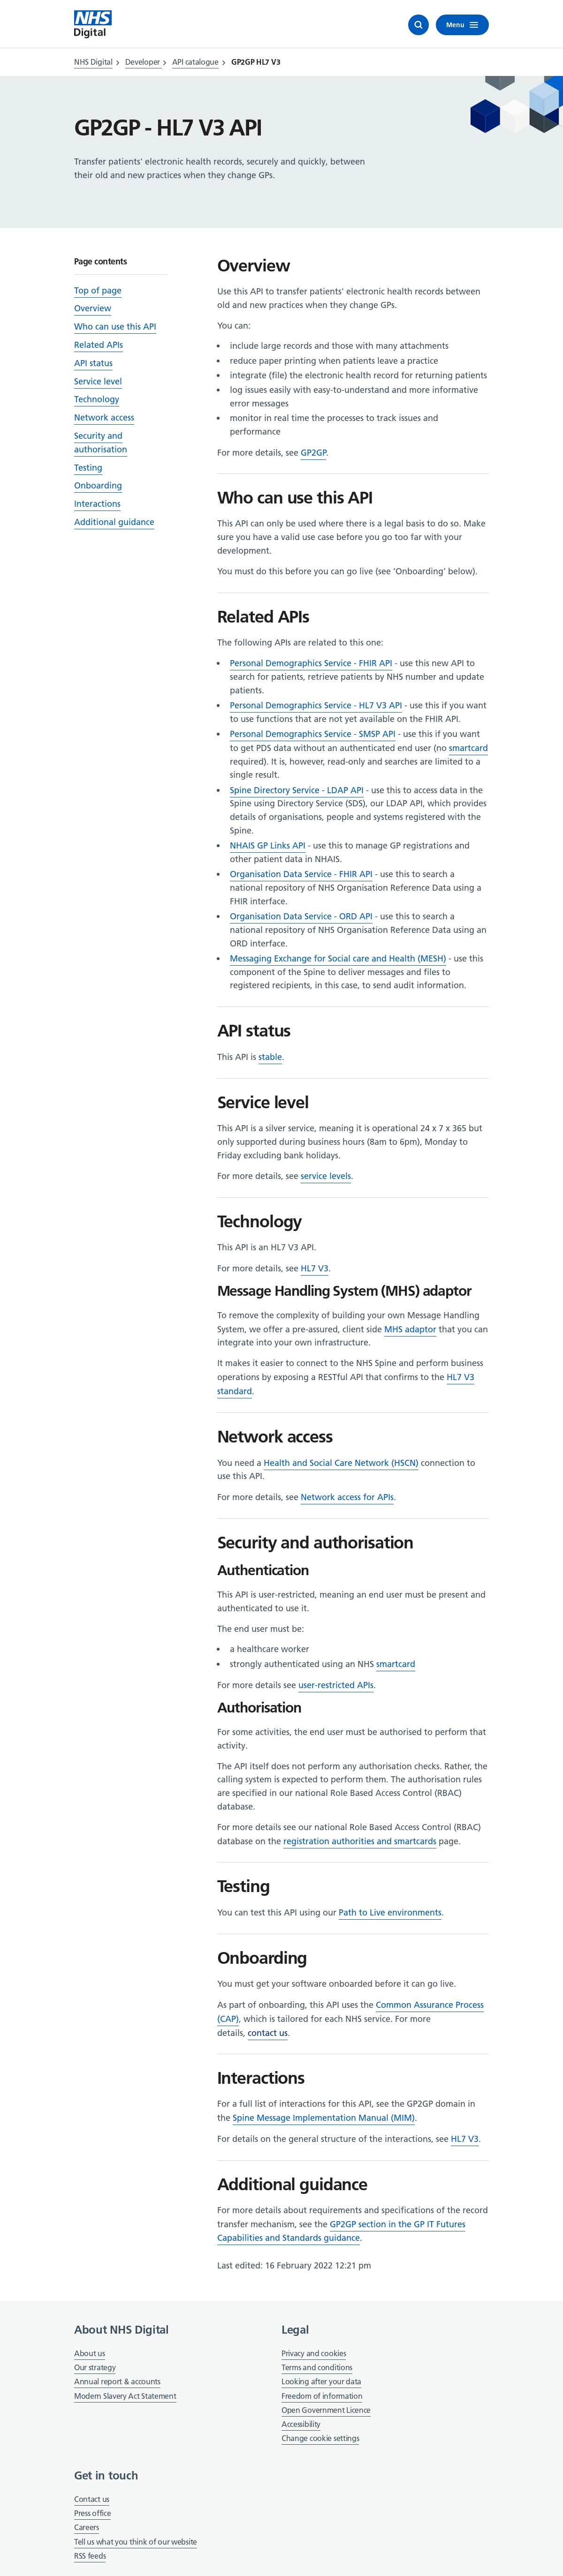 NHS
Digital
Menu
NHS Digital > Developer > API catalogue > GP2GP HL7 V3
GP2GP - HL7 V3 API
Transfer patients' electronic health records, securely and quickly, between
their old and new practices when they change GPs.
Page contents
Top of page
Overview
Who can use this API
Related APIs
API status
Service level
Technology
Network access
Security and
authorisation
Testing
Onboarding
Interactions
Additional guidance
Overview
Use this API to transfer patients' electronic health records between
old and new practices when they change GPs.
You can:
• include large records and those with many attachments
• reduce paper printing when patients leave a practice
• integrate (file) the electronic health record for returning patients
• log issues easily with easy-to-understand and more informative
error messages
• monitor in real time the processes to track issues and
performance
For more details, see GP2GP.
Who can use this API
This API can only be used where there is a legal basis to do so. Make
sure you have a valid use case before you go too far with your
development.
You must do this before you can go live (see 'Onboarding' below).
Related APIs
The following APIs are related to this one:
• Personal Demographics Service - FHIR API - use this new API to
search for patients, retrieve patients by NHS number and update
patients.
• Personal Demographics Service - HL7 V3 API - use this if you want
to use functions that are not yet available on the FHIR API.
• Personal Demographics Service - SMSP API - use this if you want
to get PDS data without an authenticated end user (no smartcard
required). It is, however, read-only and searches are limited to a
single result.
• Spine Directory Service - LDAP API - use this to access data in the
Spine using Directory Service (SDS), our LDAP API, which provides
details of organisations, people and systems registered with the
Spine.
• NHAIS GP Links API - use this to manage GP registrations and
other patient data in NHAIS.
• Organisation Data Service - FHIR API - use this to search a
national repository of NHS Organisation Reference Data using a
FHIR interface.
• Organisation Data Service - ORD API - use this to search a
national repository of NHS Organisation Reference Data using an
ORD interface.
• Messaging Exchange for Social care and Health (MESH) - use this
component of the Spine to deliver messages and files to
registered recipients, in this case, to send audit information.
API status
This API is stable.
Service level
This API is a silver service, meaning it is operational 24 x 7 x 365 but
only supported during business hours (8am to 6pm), Monday to
Friday excluding bank holidays.
For more details, see service levels.
Technology
This API is an HL7 V3 API.
For more details, see HL7 V3.
Message Handling System (MHS) adaptor
To remove the complexity of building your own Message Handling
System, we offer a pre-assured, client side MHS adaptor that you can
integrate into your own infrastructure.
It makes it easier to connect to the NHS Spine and perform business
operations by exposing a RESTful API that confirms to the HL7 V3
standard.
Network access
You need a Health and Social Care Network (HSCN) connection to
use this API.
For more details, see Network access for APIs.
Security and authorisation
Authentication
This API is user-restricted, meaning an end user must be present and
authenticated to use it.
The end user must be:
• a healthcare worker
• strongly authenticated using an NHS smartcard
For more details see user-restricted APIs.
Authorisation
For some activities, the end user must be authorised to perform that
activity.
The API itself does not perform any authorisation checks. Rather, the
calling system is expected to perform them. The authorisation rules
are specified in our national Role Based Access Control (RBAC)
database.
For more details see our national Role Based Access Control (RBAC)
database on the registration authorities and smartcards page.
Testing
You can test this API using our Path to Live environments.
Onboarding
You must get your software onboarded before it can go live.
As part of onboarding, this API uses the Common Assurance Process
(CAP), which is tailored for each NHS service. For more
details, contact us.
Interactions
For a full list of interactions for this API, see the GP2GP domain in
the Spine Message Implementation Manual (MIM).
For details on the general structure of the interactions, see HL7 V3.
Additional guidance
For more details about requirements and specifications of the record
transfer mechanism, see the GP2GP section in the GP IT Futures
Capabilities and Standards guidance.
Last edited: 16 February 2022 12:21 pm
About NHS Digital
About us
Our strategy
Annual report & accounts
Modern Slavery Act Statement
Legal
Privacy and cookies
Terms and conditions
Looking after your data
Freedom of information
Open Government Licence
Accessibility
Change cookie settings
Get in touch
Contact us
Press office
Careers
Tell us what you think of our website
RSS feeds